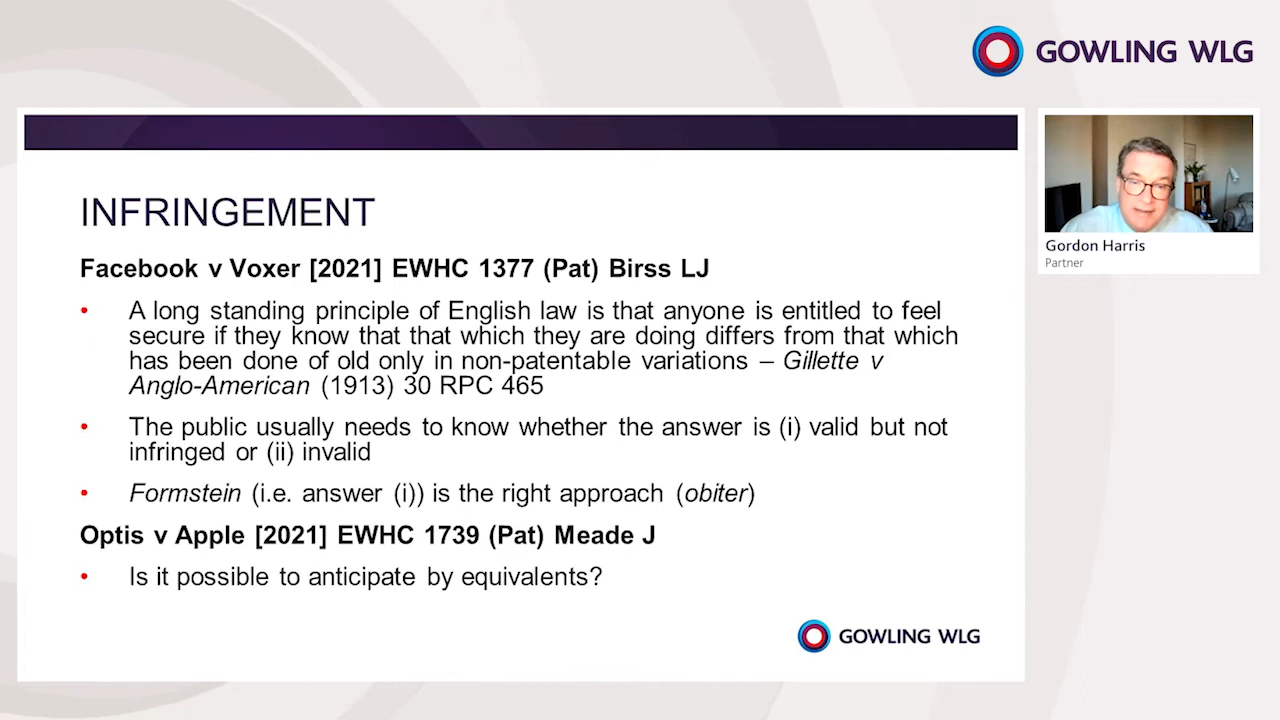 GOWLING WLG
INFRINGEMENT
Facebook v Voxer [2021] EWHC 1377 (Pat) Birss LJ
• A long standing principle of English law is that anyone is entitled to feel
secure if they know that that which they are doing differs from that which
has been done of old only in non-patentable variations – Gillette v
Anglo-American (1913) 30 RPC 465
• The public usually needs to know whether the answer is (i) valid but not
infringed or (ii) invalid
• Formstein (i.e. answer (i)) is the right approach (obiter)
Optis v Apple [2021] EWHC 1739 (Pat) Meade J
• Is it possible to anticipate by equivalents?
GOWLING WLG
Gordon Harris
Partner